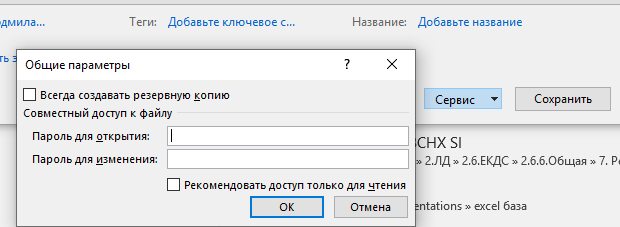 дмила... Теги: Добавьте ключевое с... Название: Добавьте название
Общие параметры ?
Всегда создавать резервную копию
Совместный доступ к файлу
Сервис Сохранить
Пароль для открытия:
Пароль для изменения:
CHX SI
» 2.ЛД » 2.6.ЕКДС » 2.6.6.Общая » 7.
Рекомендовать доступ только для чтения
ОК Отмена
entations » excel база